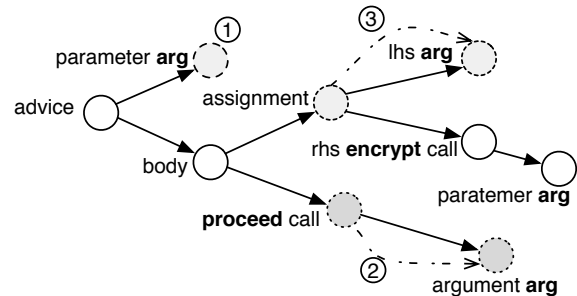 ①
③
parameter arg
lhs arg
advice
assignment
body
rhs encrypt call
paratemer arg
proceed call
②
argument arg